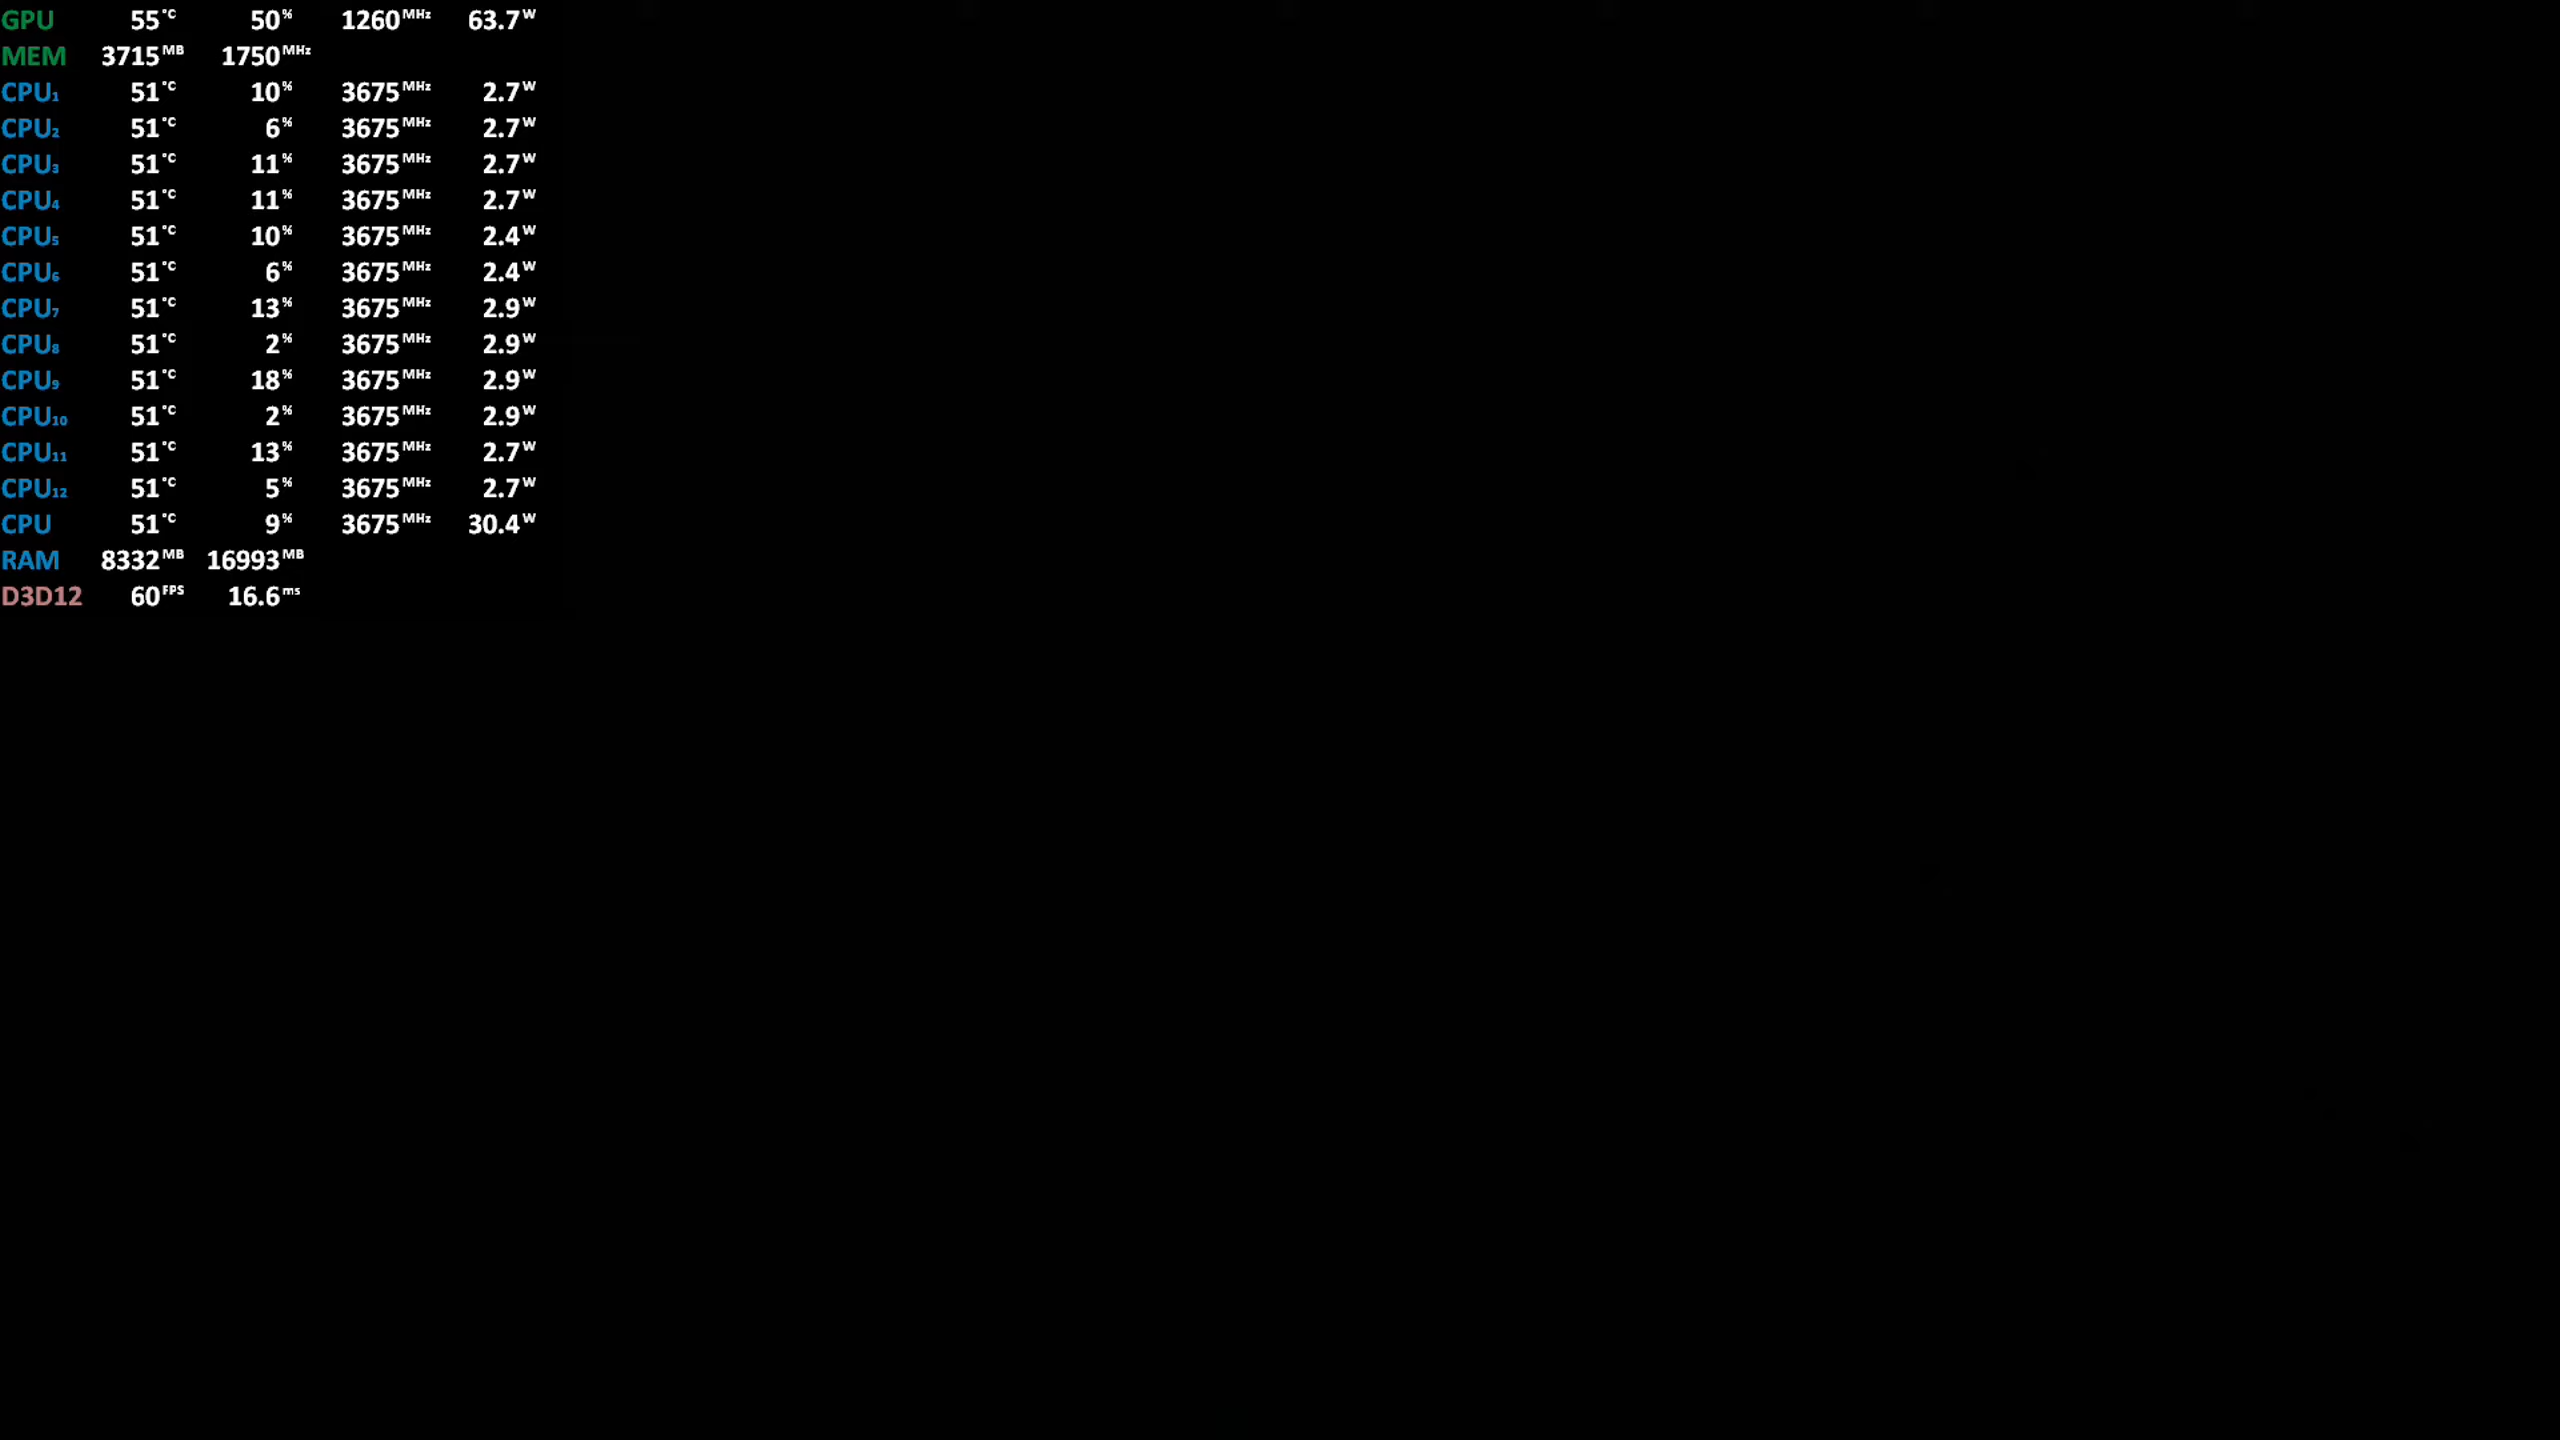 GPU 55°C 50% 1260MHz 63.7W
MEM 3715MB 1750MHz
CPU1 51°C 10% 3675MHz 2.7W
CPU2 51°C 6% 3675MHz 2.7W
CPU3 51°C 11% 3675MHz 2.7W
CPU4 51°C 11% 3675MHz 2.7W
CPU5 51°C 10% 3675MHz 2.4W
CPU6 51°C 6% 3675MHz 2.4W
CPU7 51°C 13% 3675MHz 2.9W
CPU8 51°C 2% 3675MHz 2.9W
CPU9 51°C 18% 3675MHz 2.9W
CPU10 51°C 2% 3675MHz 2.9W
CPU11 51°C 13% 3675MHz 2.7W
CPU12 51°C 5% 3675MHz 2.7W
CPU 51°C 9% 3675MHz 30.4W
RAM 8332MB 16993MB
D3D12 60FPS 16.6ms